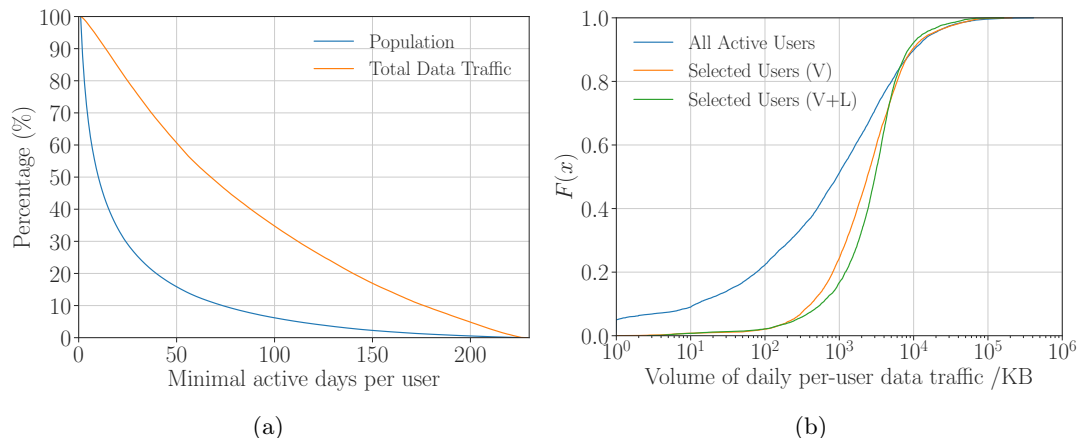 100
90
80
70
60
50
40
30
20
10
0
Percentage (%)
Population
Total Data Traffic
0 50 100 150 200
Minimal active days per user
(a)
1.0
0.8
0.6
0.4
0.2
0.0
F(x)
All Active Users
Selected Users (V)
Selected Users (V+L)
10^0 10^1 10^2 10^3 10^4 10^5 10^6
Volume of daily per-user data traffic /KB
(b)